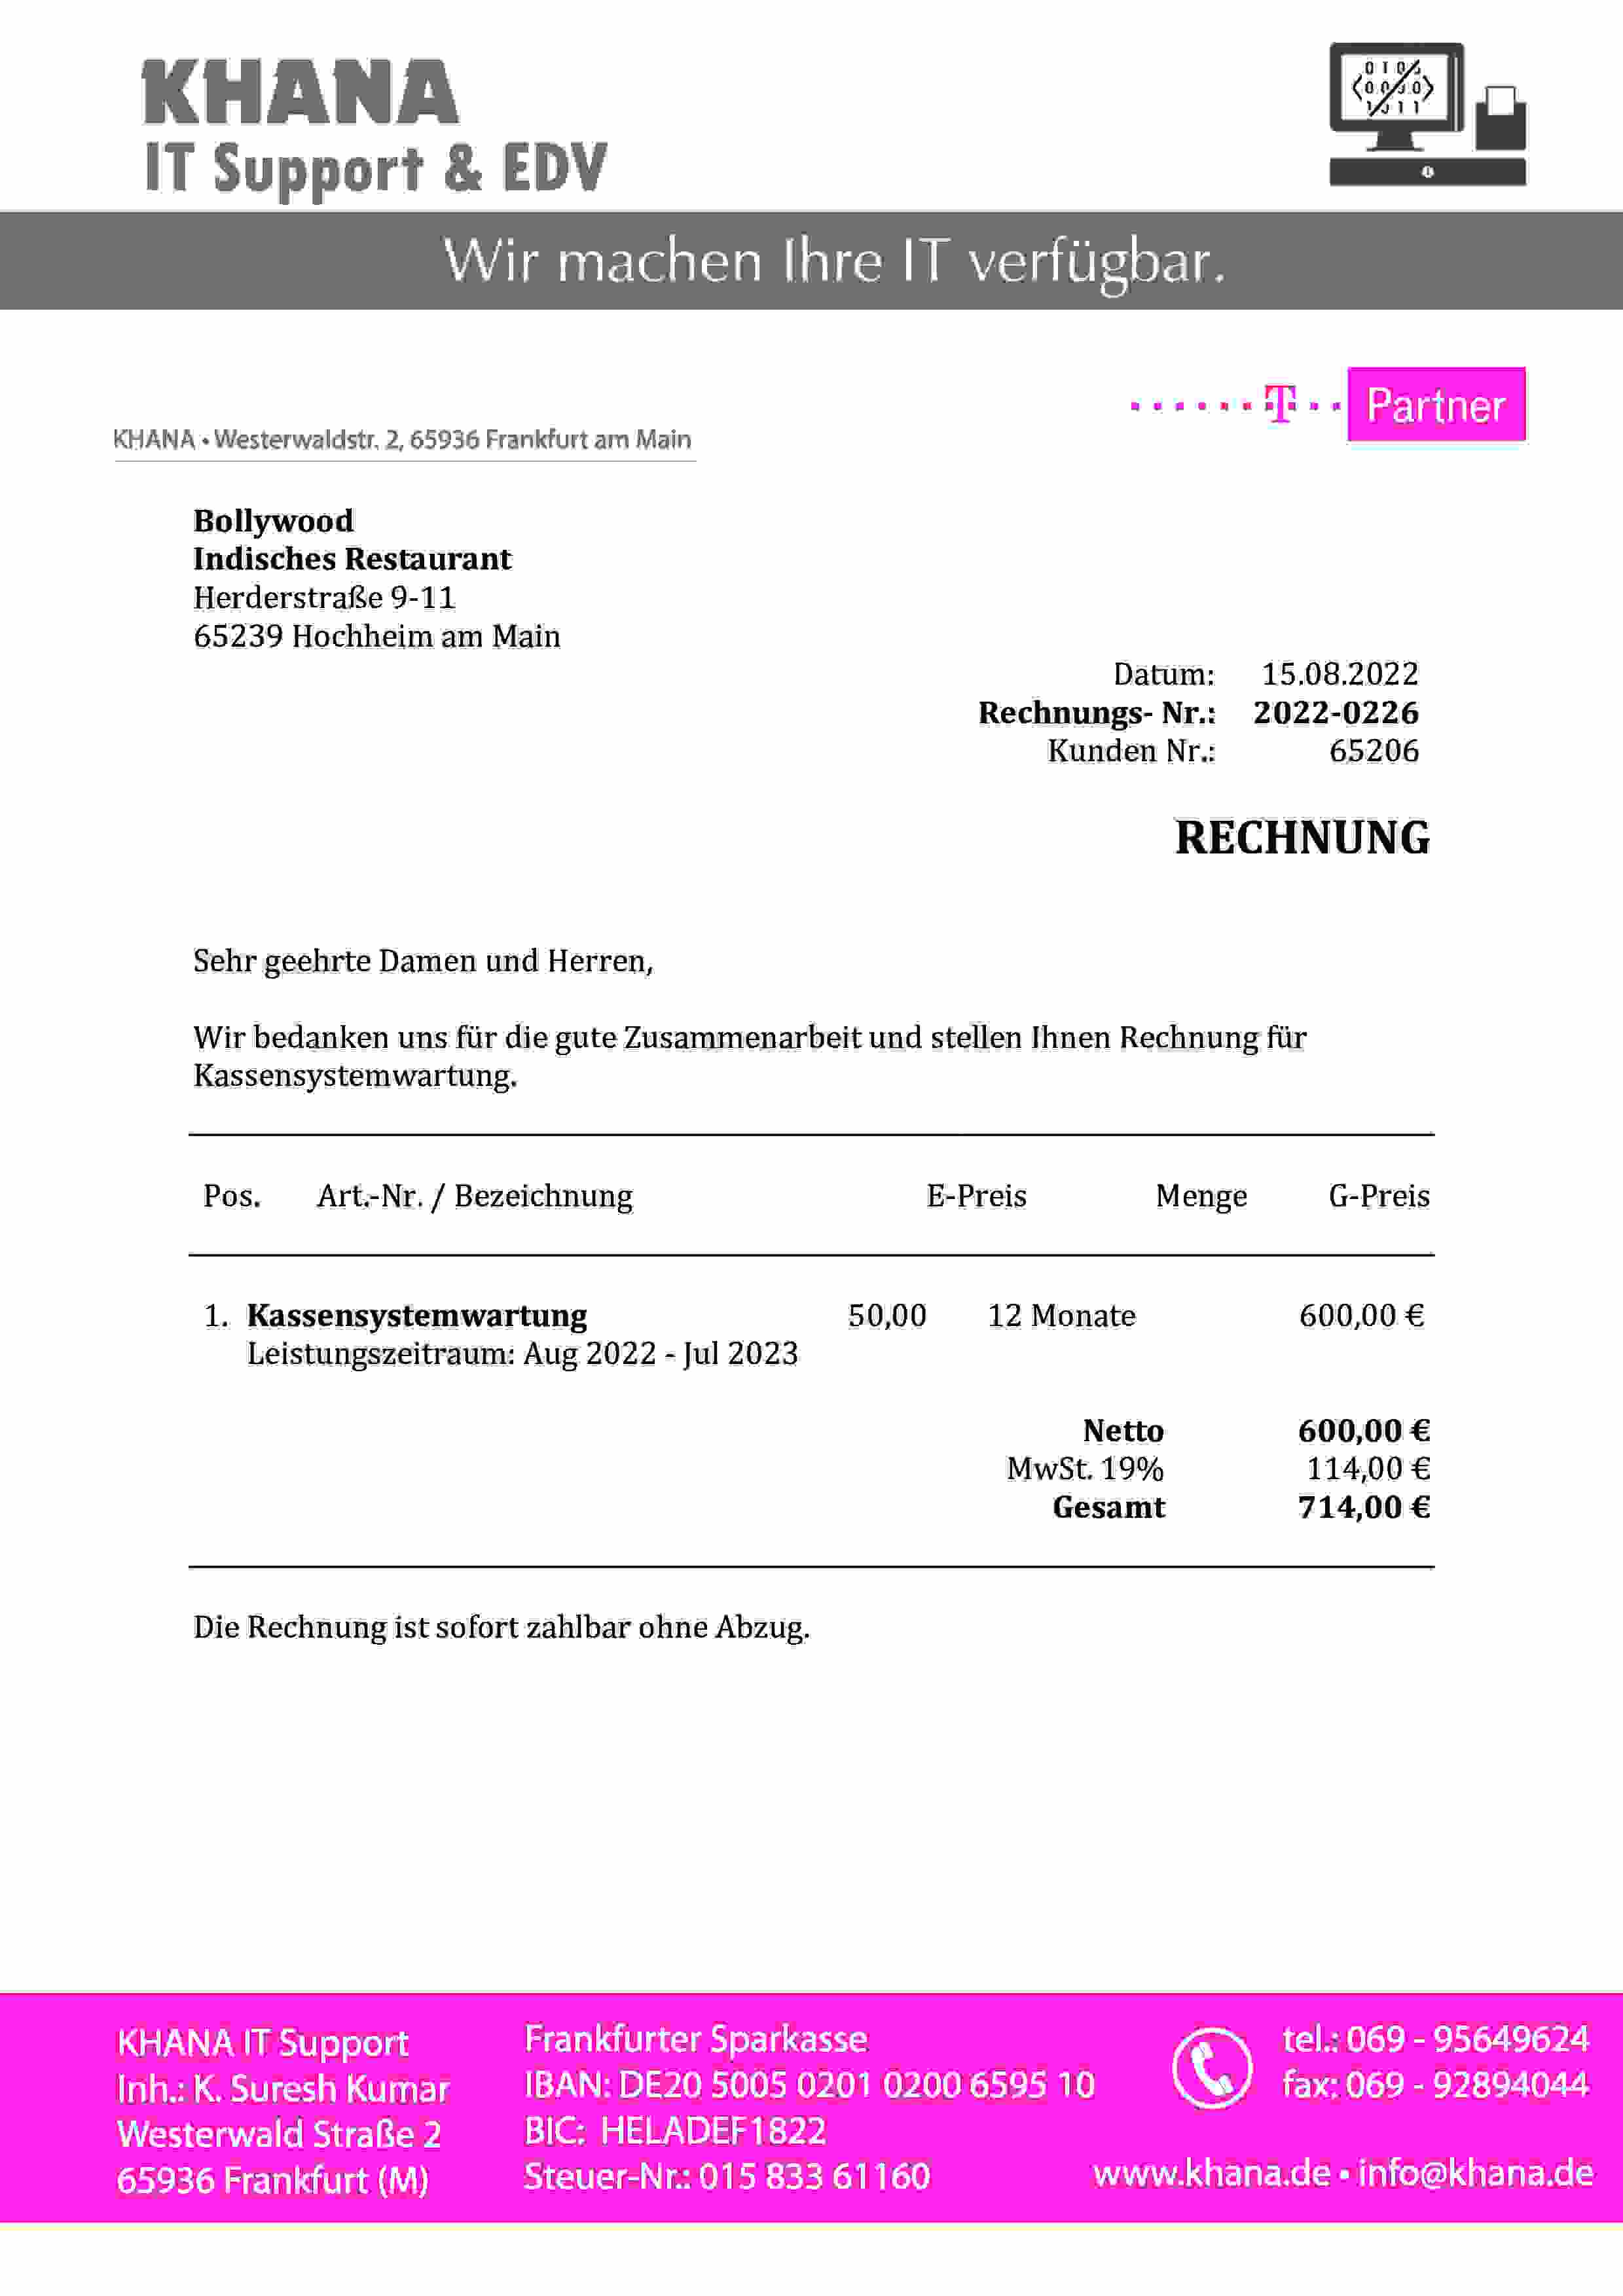 KHANA
IT Support & EDV
Wir machen Ihre IT verfügbar.
T Partner
KHANA • Westerwaldstr. 2, 65936 Frankfurt am Main
Bollywood
Indisches Restaurant
Herderstraße 9-11
65239 Hochheim am Main
Datum: 15.08.2022
Rechnungs- Nr.: 2022-0226
Kunden Nr.: 65206
RECHNUNG
Sehr geehrte Damen und Herren,
Wir bedanken uns für die gute Zusammenarbeit und stellen Ihnen Rechnung für
Kassensystemwartung.
Pos. Art.-Nr. / Bezeichnung E-Preis Menge G-Preis
1. Kassensystemwartung 50,00 12 Monate 600,00 €
Leistungszeitraum: Aug 2022 - Jul 2023
Netto 600,00 €
MwSt. 19% 114,00 €
Gesamt 714,00 €
Die Rechnung ist sofort zahlbar ohne Abzug.
KHANA IT Support
Inh.: K. Suresh Kumar
Westerwald Straße 2
65936 Frankfurt (M)
Frankfurter Sparkasse
IBAN: DE20 5005 0201 0200 6595 10
BIC: HELADEF1822
Steuer-Nr.: 015 833 61160
tel.: 069 - 95649624
fax: 069 - 92894044
www.khana.de • info@khana.de